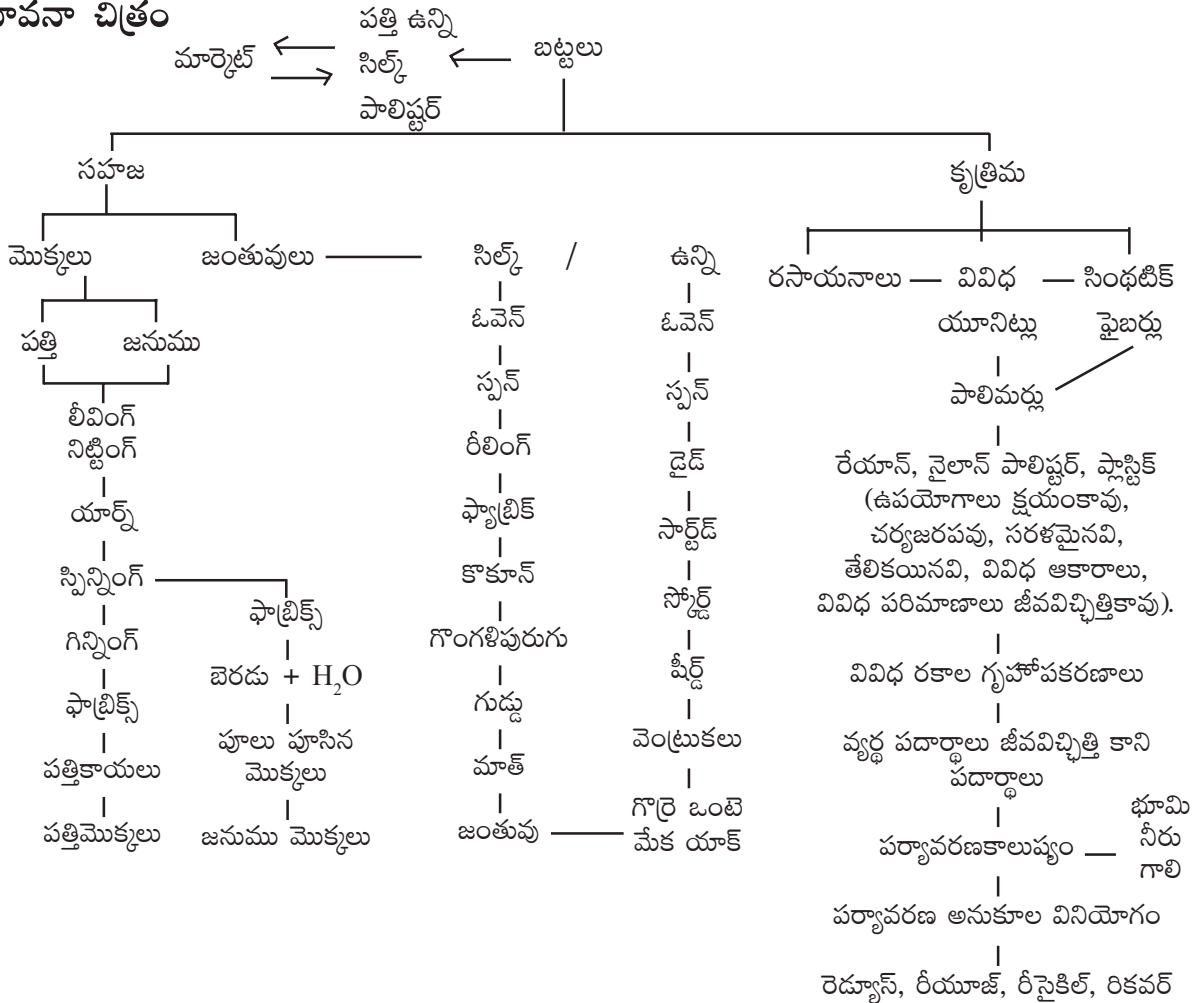 భావనా చిత్రం
పత్తి ఉన్ని
మార్కెట్
సిల్క్
బట్టలు
పాలిష్టర్
సహజ
కృత్రిమ
మొక్కలు
జంతువులు
సిల్క్ / ఉన్ని
రసాయనాలు
వివిధ
యూనిట్లు
సింథటిక్
ఫైబర్లు
పత్తి
జనుము
లీవింగ్
నిట్టింగ్
యార్న్
స్పిన్నింగ్
గిన్నింగ్
ఫాబ్రిక్స్
పత్తికాయలు
పత్తిమొక్కలు
ఫాబ్రిక్స్
బెరడు + H₂O
పూలు పూసిన
మొక్కలు
జనుము మొక్కలు
ఓవెన్
స్పన్
రీలింగ్
ఫ్యాబ్రిక్
కొకూన్
గొంగళిపురుగు
గుడ్డు
మాత్
జంతువు
ఓవెన్
స్పన్
డైడ్
సార్ట్‌డ్
స్కోర్డ్
షీర్డ్
వెంట్రుకలు
గొర్రె ఒంటె
మేక యాక్
పాలిమర్లు
రేయాన్, నైలాన్ పాలిష్టర్, ప్లాస్టిక్
(ఉపయోగాలు క్షయంకావు,
చర్యజరపవు, సరళమైనవి,
తేలికయినవి, వివిధ ఆకారాలు,
వివిధ పరిమాణాలు జీవవిచ్ఛిత్తికావు).
వివిధ రకాల గృహోపకరణాలు
వ్యర్థ పదార్థాలు జీవవిచ్ఛిత్తి కాని
పదార్థాలు
పర్యావరణకాలుష్యం
భూమి
నీరు
గాలి
పర్యావరణ అనుకూల వినియోగం
రెడ్యూస్, రీయూజ్, రీసైకిల్, రికవర్